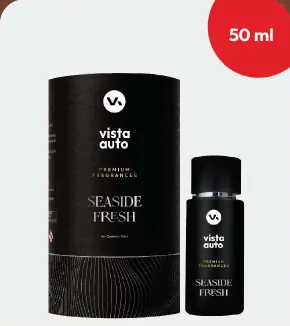 50 ml
vista
auto
PREMIUM
FRAGRANCES
SEASIDE
FRESH
vista
auto
PREMIUM
FRAGRANCES
SEASIDE
FRESH